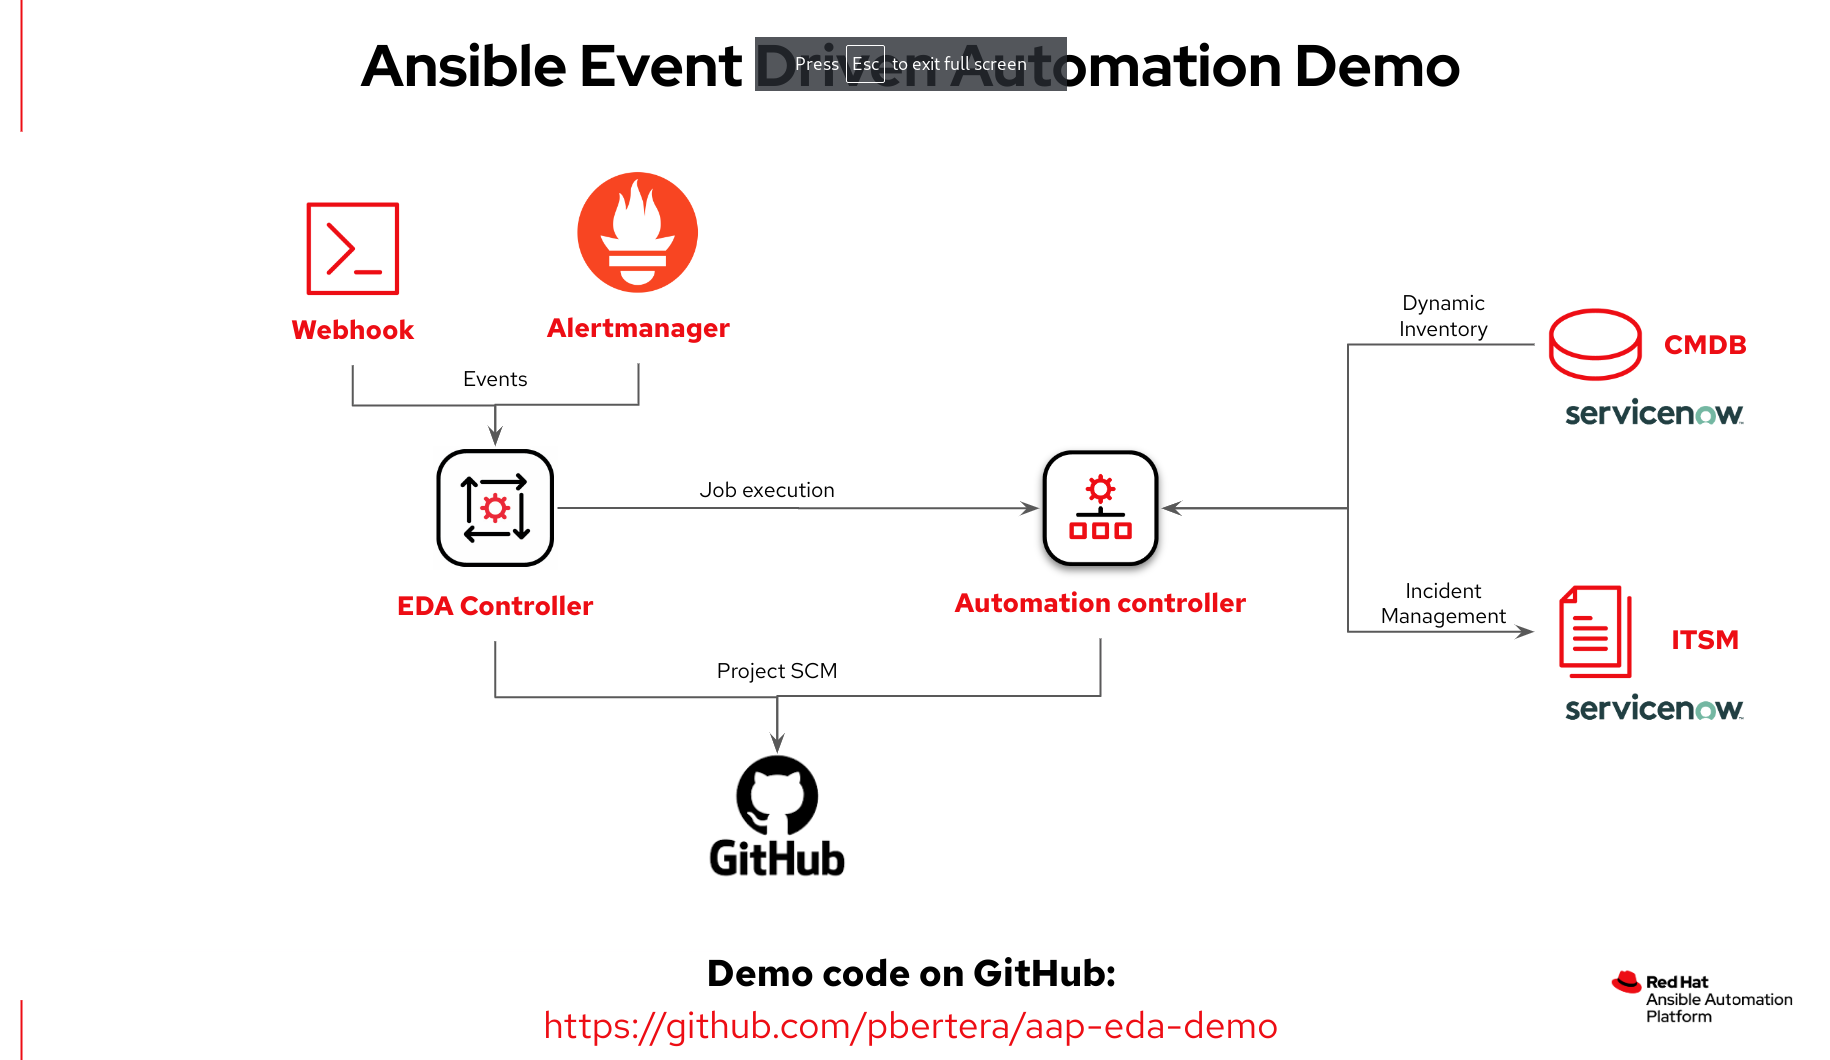 Ansible Event Driven Automation Demo
Press Esc to exit full screen
Webhook
Alertmanager
Events
Dynamic
Inventory
CMDB
servicenow
Job execution
EDA Controller
Automation controller
Incident
Management
ITSM
servicenow
Project SCM
GitHub
Demo code on GitHub:
https://github.com/pbertera/aap-eda-demo
Red Hat
Ansible Automation
Platform